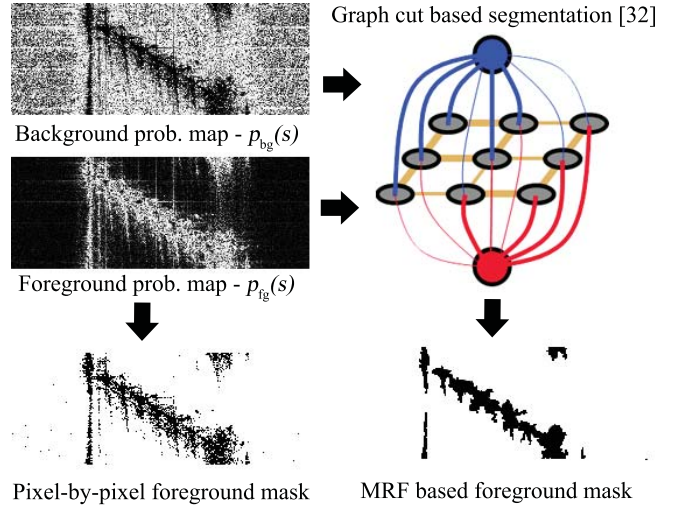 Graph cut based segmentation [32]
Background prob. map - p_bg(s)
Foreground prob. map - p_fg(s)
Pixel-by-pixel foreground mask
MRF based foreground mask